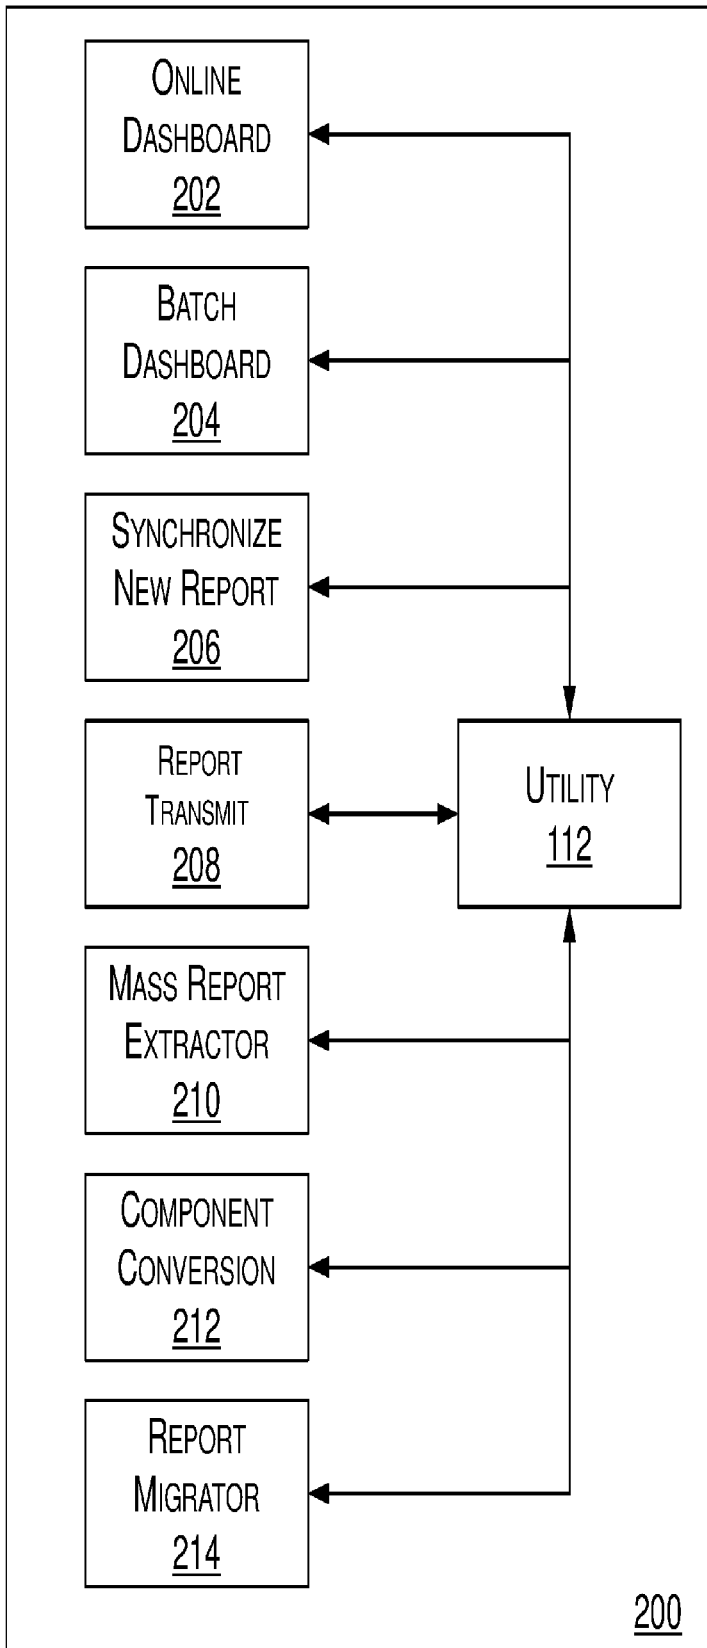 ONLINE
DASHBOARD
202
BATCH
DASHBOARD
204
SYNCHRONIZE
NEW REPORT
206
REPORT
TRANSMIT
208
UTILITY
112
MASS REPORT
EXTRACTOR
210
COMPONENT
CONVERSION
212
REPORT
MIGRATOR
214
200